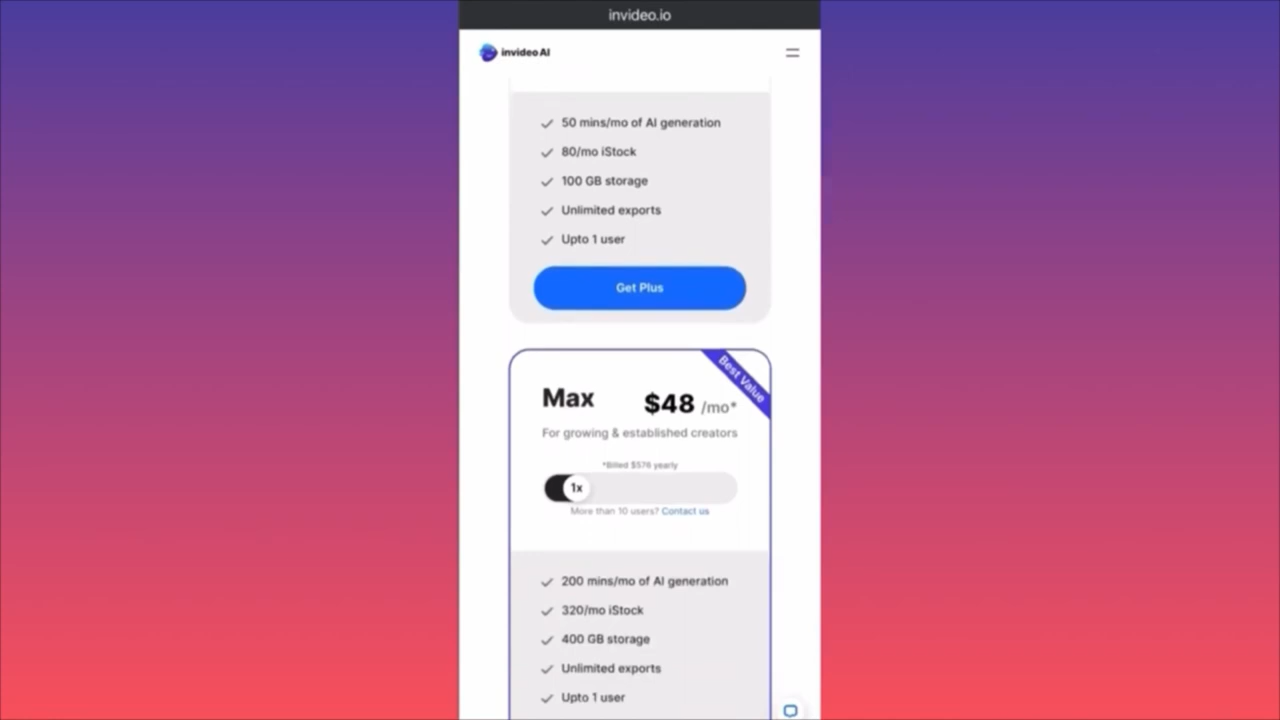 invideo.io
invideo AI
50 mins/mo of AI generation
80/mo iStock
100 GB storage
Unlimited exports
Upto 1 user
Get Plus
Best Value
Max
$48 /mo*
For growing & established creators
*Billed $576 yearly
1x
More than 10 users? Contact us
200 mins/mo of AI generation
320/mo iStock
400 GB storage
Unlimited exports
Upto 1 user